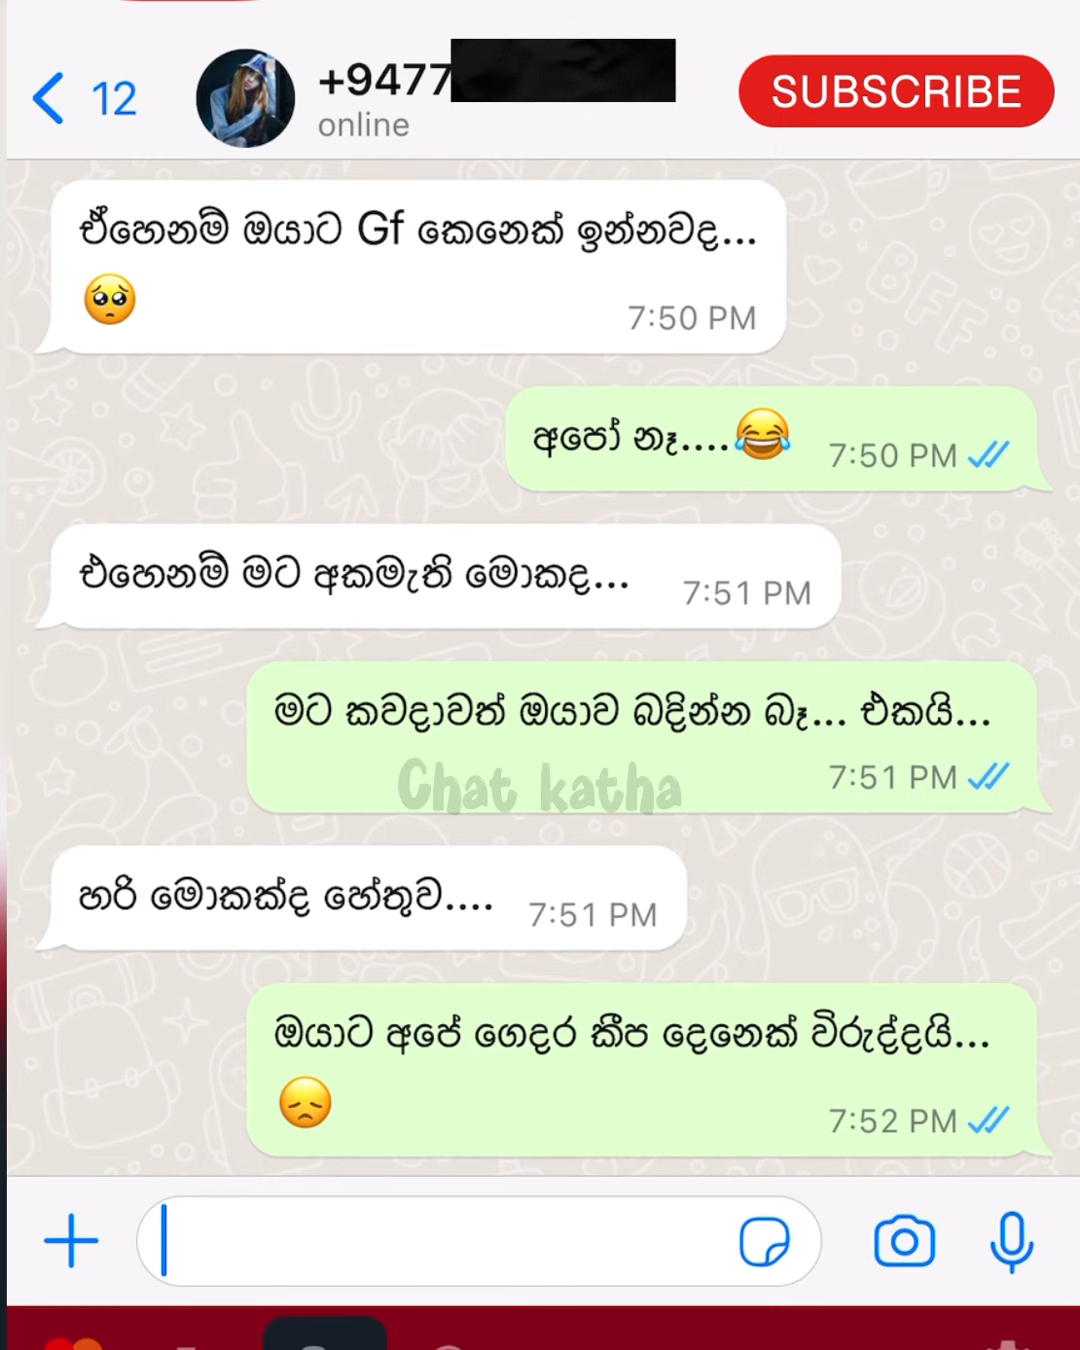 12
+9477
online
SUBSCRIBE
ඒහෙනම් ඔයාට Gf කෙනෙක් ඉන්නවද...
🥺
7:50 PM
අපෝ නෑ....😂 7:50 PM
එහෙනම් මට අකමැති මොකද... 7:51 PM
මට කවදාවත් ඔයාව බදින්න බෑ... එකයි...
7:51 PM
Chat katha
හරි මොකක්ද හේතුව.... 7:51 PM
ඔයාට අපේ ගෙදර කීප දෙනෙක් විරුද්දයි...
😞
7:52 PM